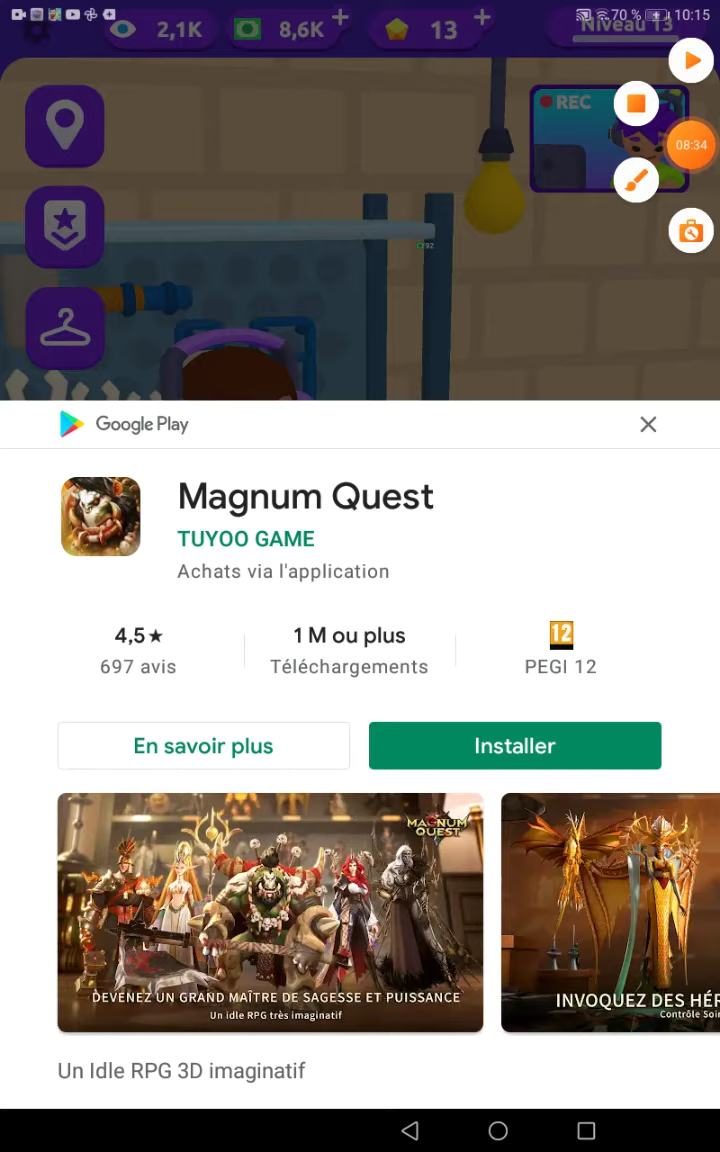 70 % 10:15
2,1K 8,6K 13 Niveau 13
REC
08:34
92
Google Play
Magnum Quest
TUYOO GAME
Achats via l'application
4,5★ 1 M ou plus 12
697 avis Téléchargements PEGI 12
En savoir plus Installer
MAGNUM
QUEST
DEVENEZ UN GRAND MAÎTRE DE SAGESSE ET PUISSANCE
Un idle RPG très imaginatif
INVOQUEZ DES HÉR
Contrôle Soi
Un Idle RPG 3D imaginatif